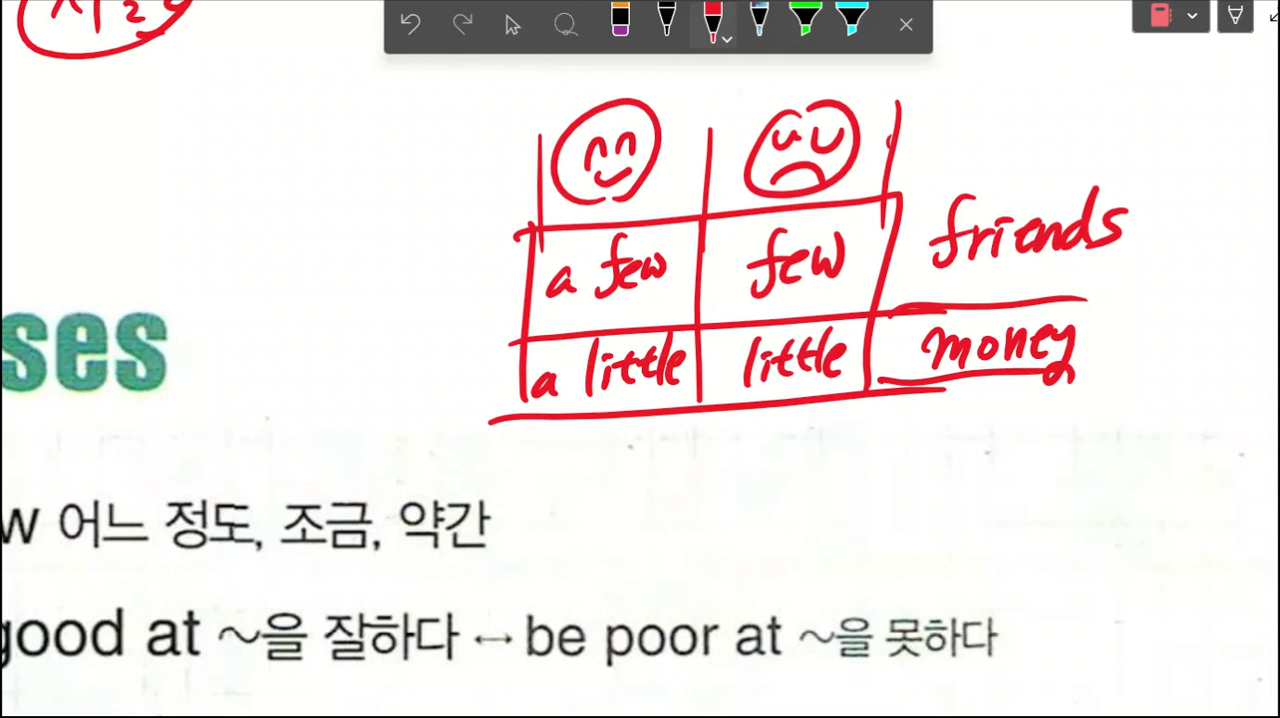 a few few friends
a little little money
ses
w 어느 정도, 조금, 약간
good at ~을 잘하다 ↔ be poor at ~을 못하다